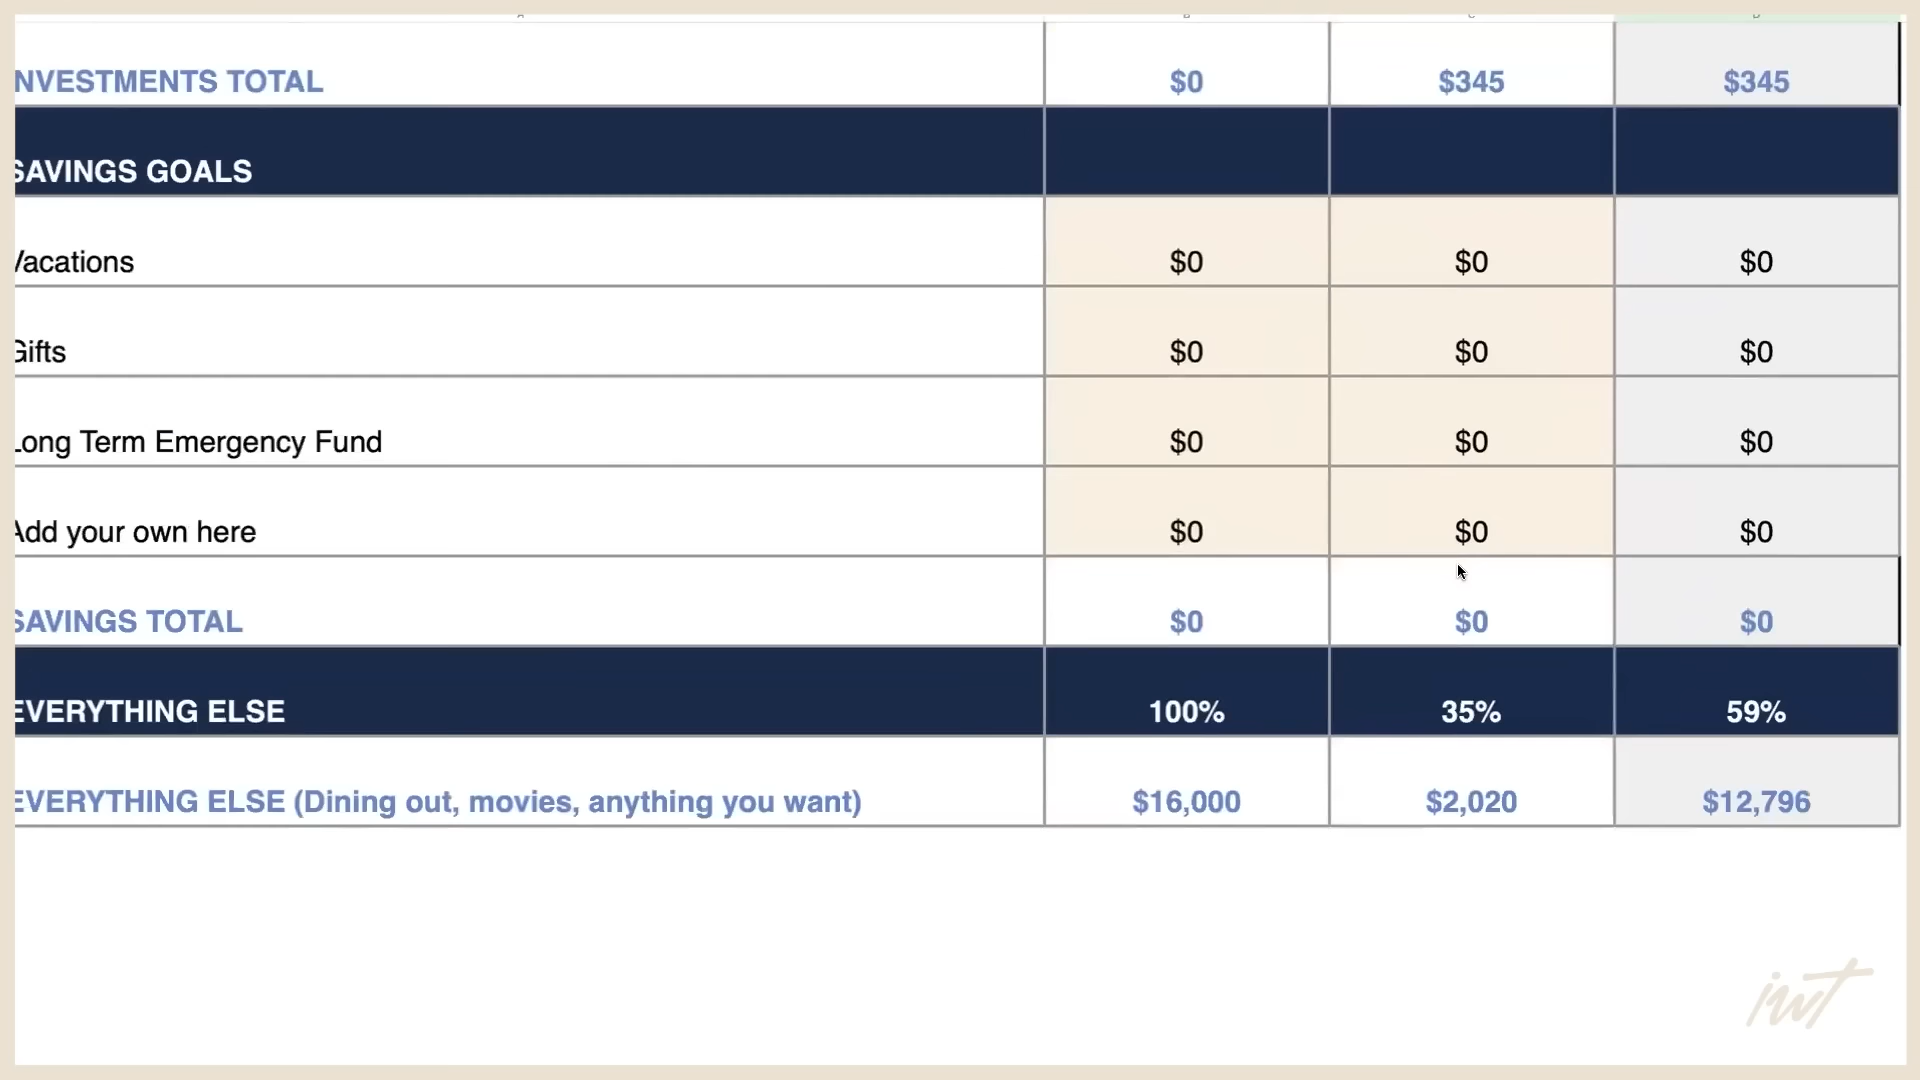 NVESTMENTS TOTAL $0 $345 $345
SAVINGS GOALS
Vacations $0 $0 $0
Gifts $0 $0 $0
Long Term Emergency Fund $0 $0 $0
Add your own here $0 $0 $0
SAVINGS TOTAL $0 $0 $0
EVERYTHING ELSE 100% 35% 59%
EVERYTHING ELSE (Dining out, movies, anything you want) $16,000 $2,020 $12,796
iwt